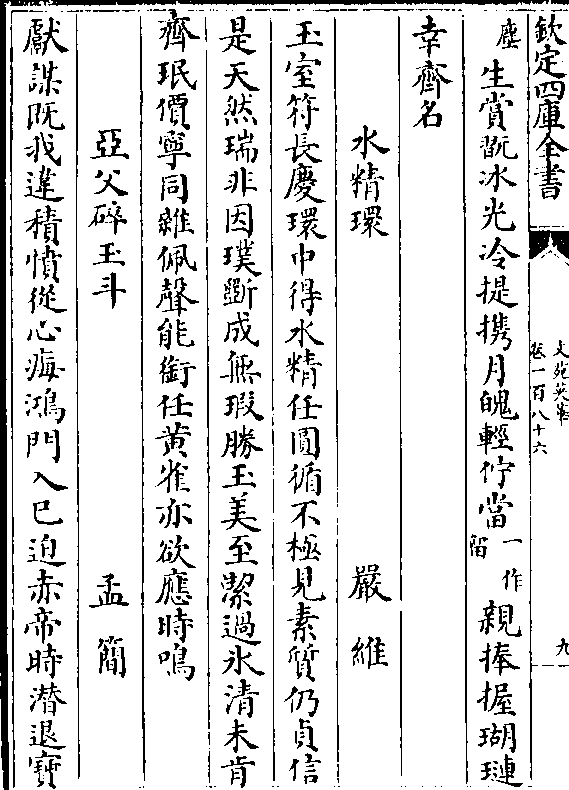 欽定四庫全書
文苑英華
卷一百八十六
九
塵生賞翫冰光冷提攜月魄輕佇當一作留親捧握瑚璉
幸齊名
水精環 嚴維
玉室符長慶環中得水精任圓循不極見素質仍貞信
是天然瑞非因璞斲成無瑕勝玉美至潔過氷清未肯
齊珉價寧同雜佩聲能銜任黄雀亦欲應時鳴
亞父碎玉斗 孟簡
獻謀既我違積憤從心痗鴻門入已迫赤帝時潜退寶